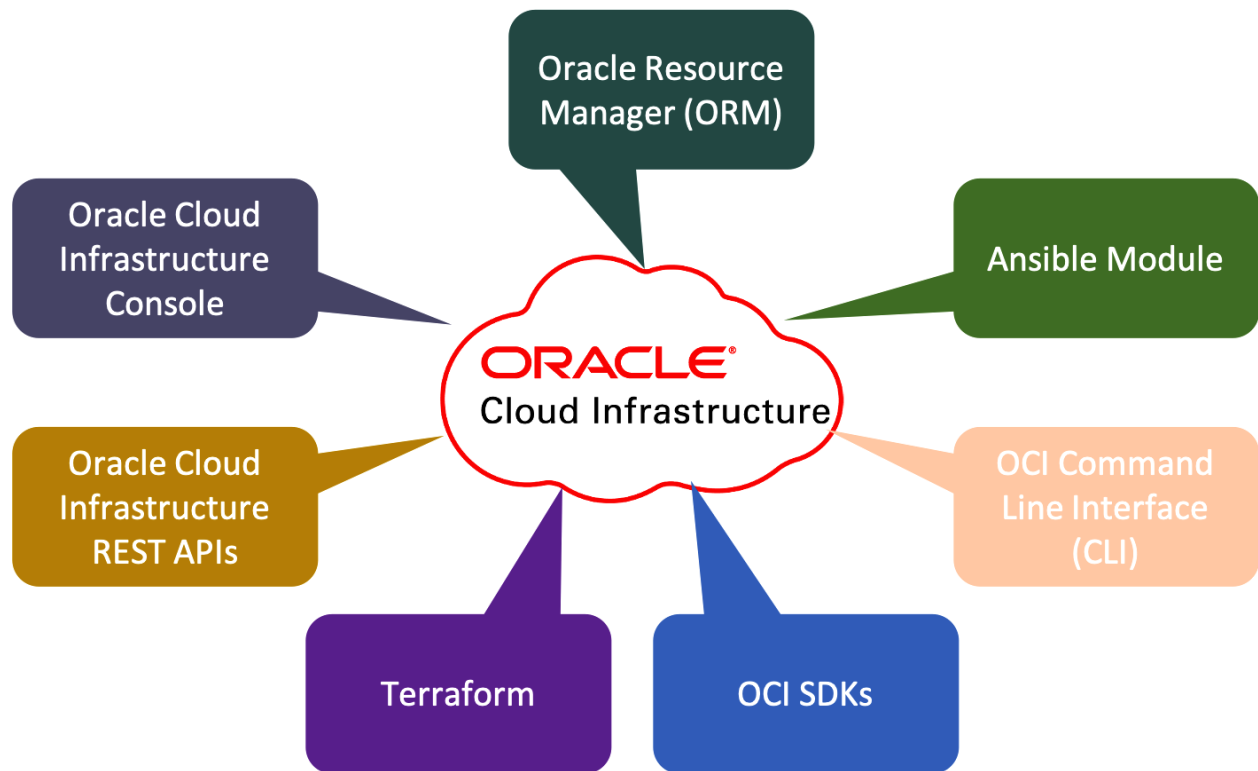 Oracle Resource
Manager (ORM)
Oracle Cloud
Infrastructure
Console
Ansible Module
ORACLE®
Cloud Infrastructure
Oracle Cloud
Infrastructure
REST APIs
OCI Command
Line Interface
(CLI)
Terraform
OCI SDKs